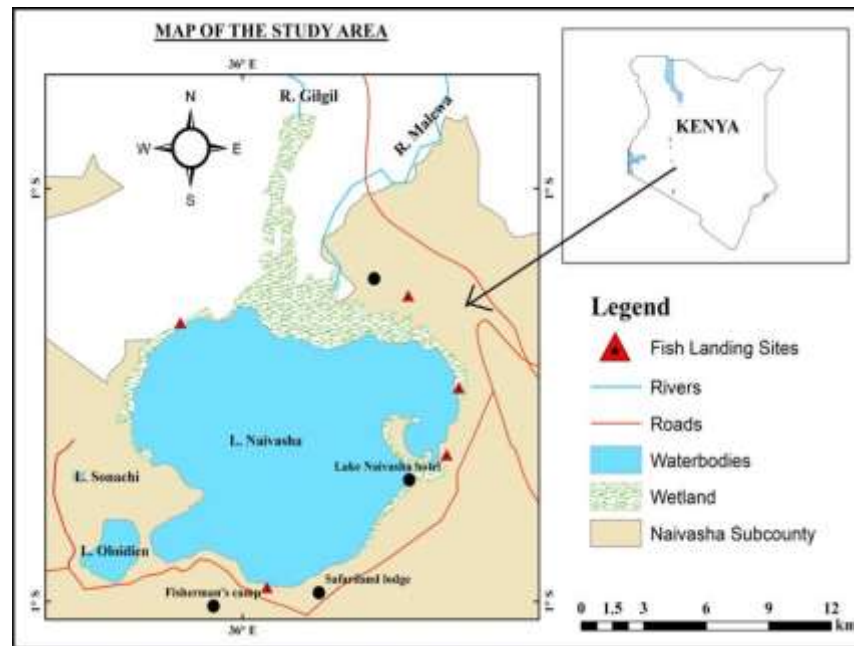 MAP OF THE STUDY AREA
36° E
R. Gilgil
R. Malewa
N
W
E
S
1° S
1° S
KENYA
L. Naivasha
Lake Naivasha hotel
E. Sonachi
L. Oloidien
Fisherman's camp
Safariland lodge
1° S
1° S
36° E
Legend
Fish Landing Sites
Rivers
Roads
Waterbodies
Wetland
Naivasha Subcounty
0 1.5 3 6 9 12
km